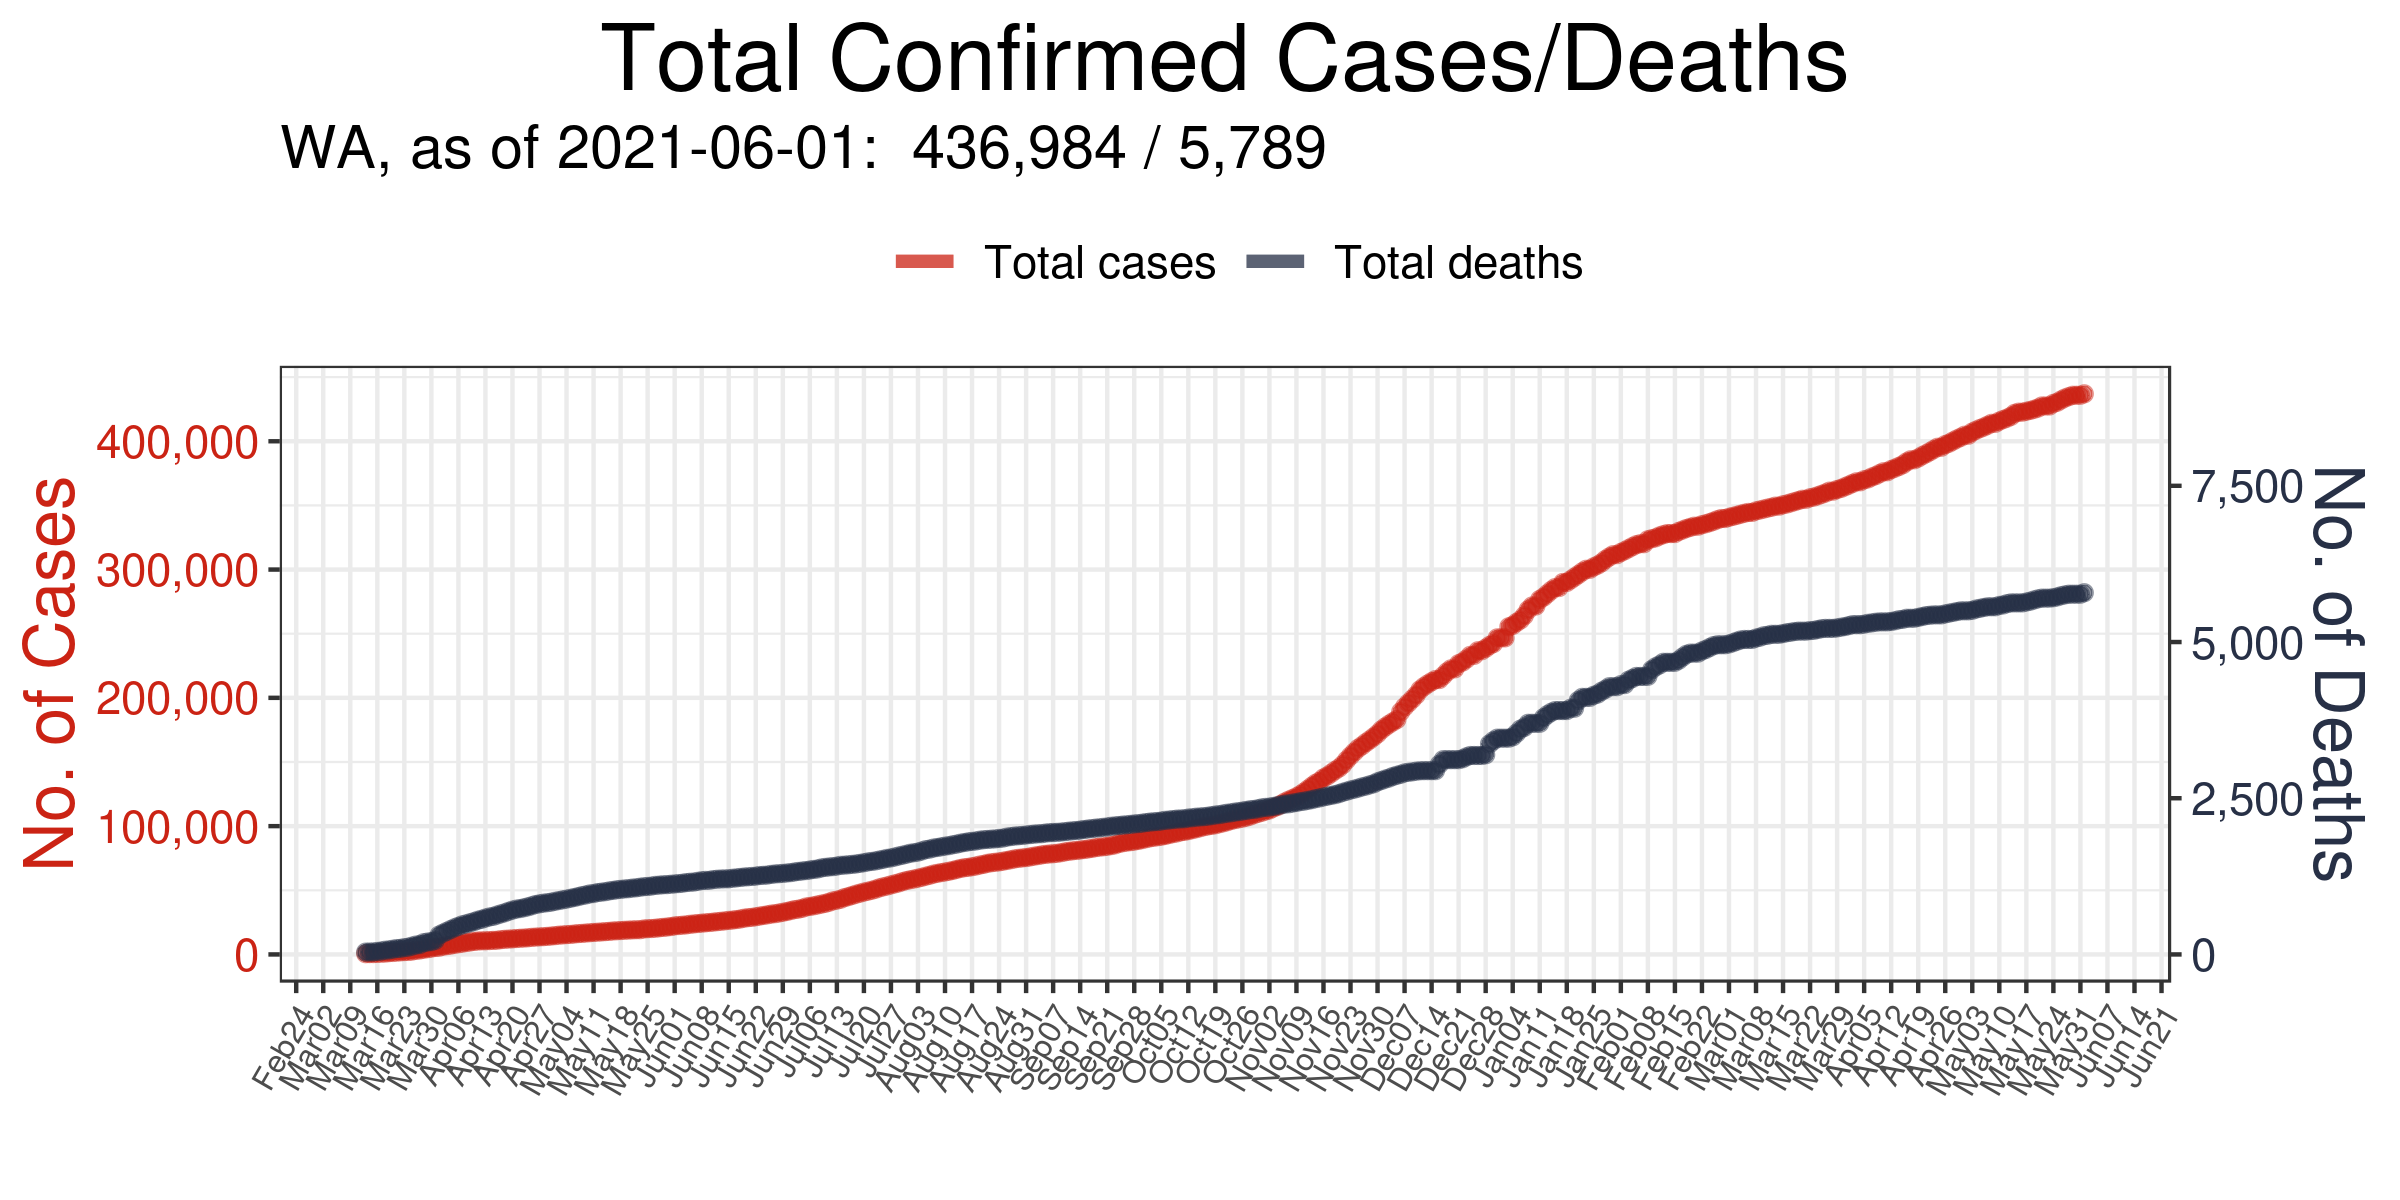 Total Confirmed Cases/Deaths
WA, as of 2021-06-01:  436,984 / 5,789
Total cases
Total deaths
No. of Cases
400,000
300,000
200,000
100,000
0
7,500
5,000
2,500
0
No. of Deaths
Feb24
Mar02
Mar09
Mar16
Mar23
Mar30
Apr06
Apr13
Apr20
Apr27
May04
May11
May18
May25
Jun01
Jun08
Jun15
Jun22
Jun29
Jul06
Jul13
Jul20
Jul27
Aug03
Aug10
Aug17
Aug24
Aug31
Sep07
Sep14
Sep21
Sep28
Oct05
Oct12
Oct19
Oct26
Nov02
Nov09
Nov16
Nov23
Nov30
Dec07
Dec14
Dec21
Dec28
Jan04
Jan11
Jan18
Jan25
Feb01
Feb08
Feb15
Feb22
Mar01
Mar08
Mar15
Mar22
Mar29
Apr05
Apr12
Apr19
Apr26
May03
May10
May17
May24
May31
Jun07
Jun14
Jun21